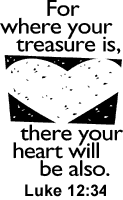 For
where your
treasure is,
there your
heart will
be also.
Luke 12:34